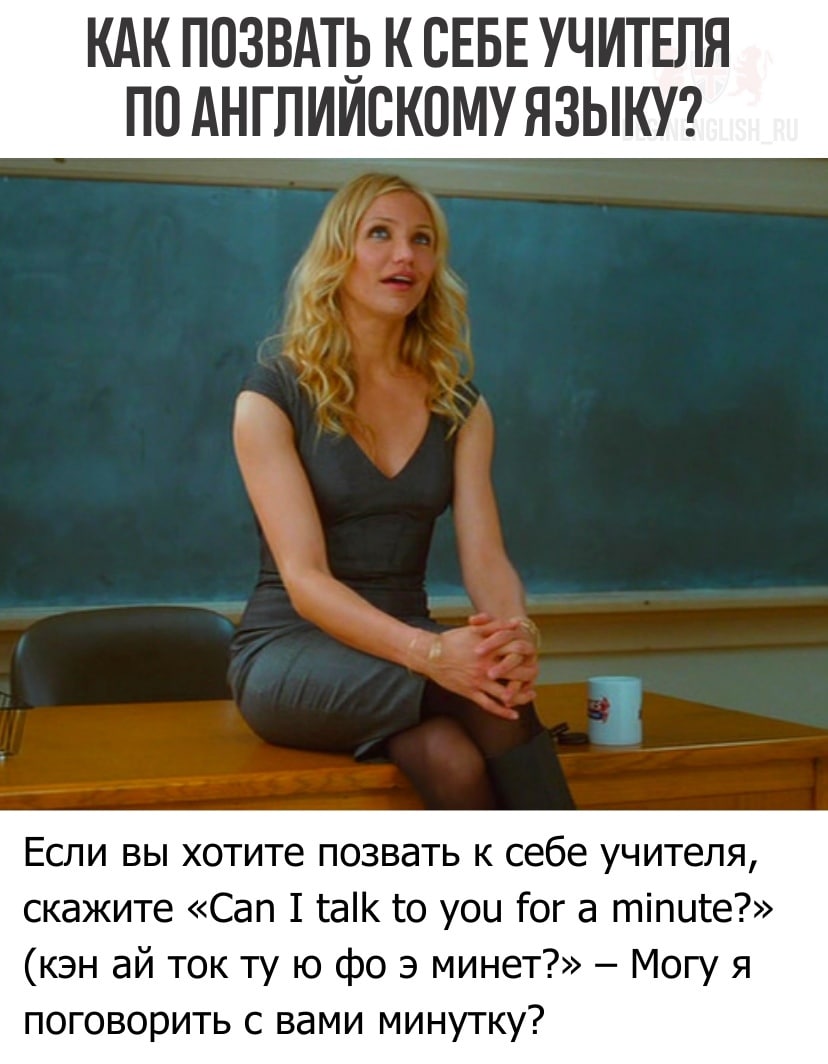 КАК ПОЗВАТЬ К СЕБЕ УЧИТЕЛЯ
ПО АНГЛИЙСКОМУ ЯЗЫКУ?
Если вы хотите позвать к себе учителя,
скажите «Can I talk to you for a minute?»
(кэн ай ток ту ю фо э минет?» – Могу я
поговорить с вами минутку?